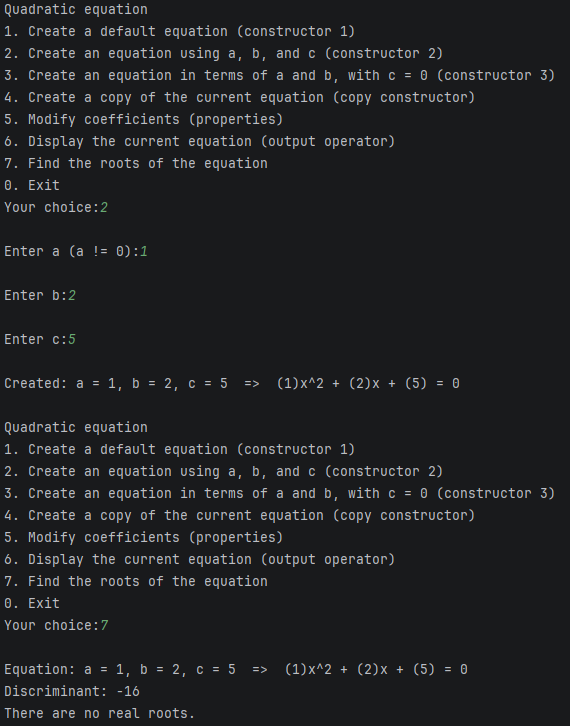 Quadratic equation
1. Create a default equation (constructor 1)
2. Create an equation using a, b, and c (constructor 2)
3. Create an equation in terms of a and b, with c = 0 (constructor 3)
4. Create a copy of the current equation (copy constructor)
5. Modify coefficients (properties)
6. Display the current equation (output operator)
7. Find the roots of the equation
0. Exit
Your choice:2
Enter a (a != 0):1
Enter b:2
Enter c:5
Created: a = 1, b = 2, c = 5  =>  (1)x^2 + (2)x + (5) = 0
Quadratic equation
1. Create a default equation (constructor 1)
2. Create an equation using a, b, and c (constructor 2)
3. Create an equation in terms of a and b, with c = 0 (constructor 3)
4. Create a copy of the current equation (copy constructor)
5. Modify coefficients (properties)
6. Display the current equation (output operator)
7. Find the roots of the equation
0. Exit
Your choice:7
Equation: a = 1, b = 2, c = 5  =>  (1)x^2 + (2)x + (5) = 0
Discriminant: -16
There are no real roots.